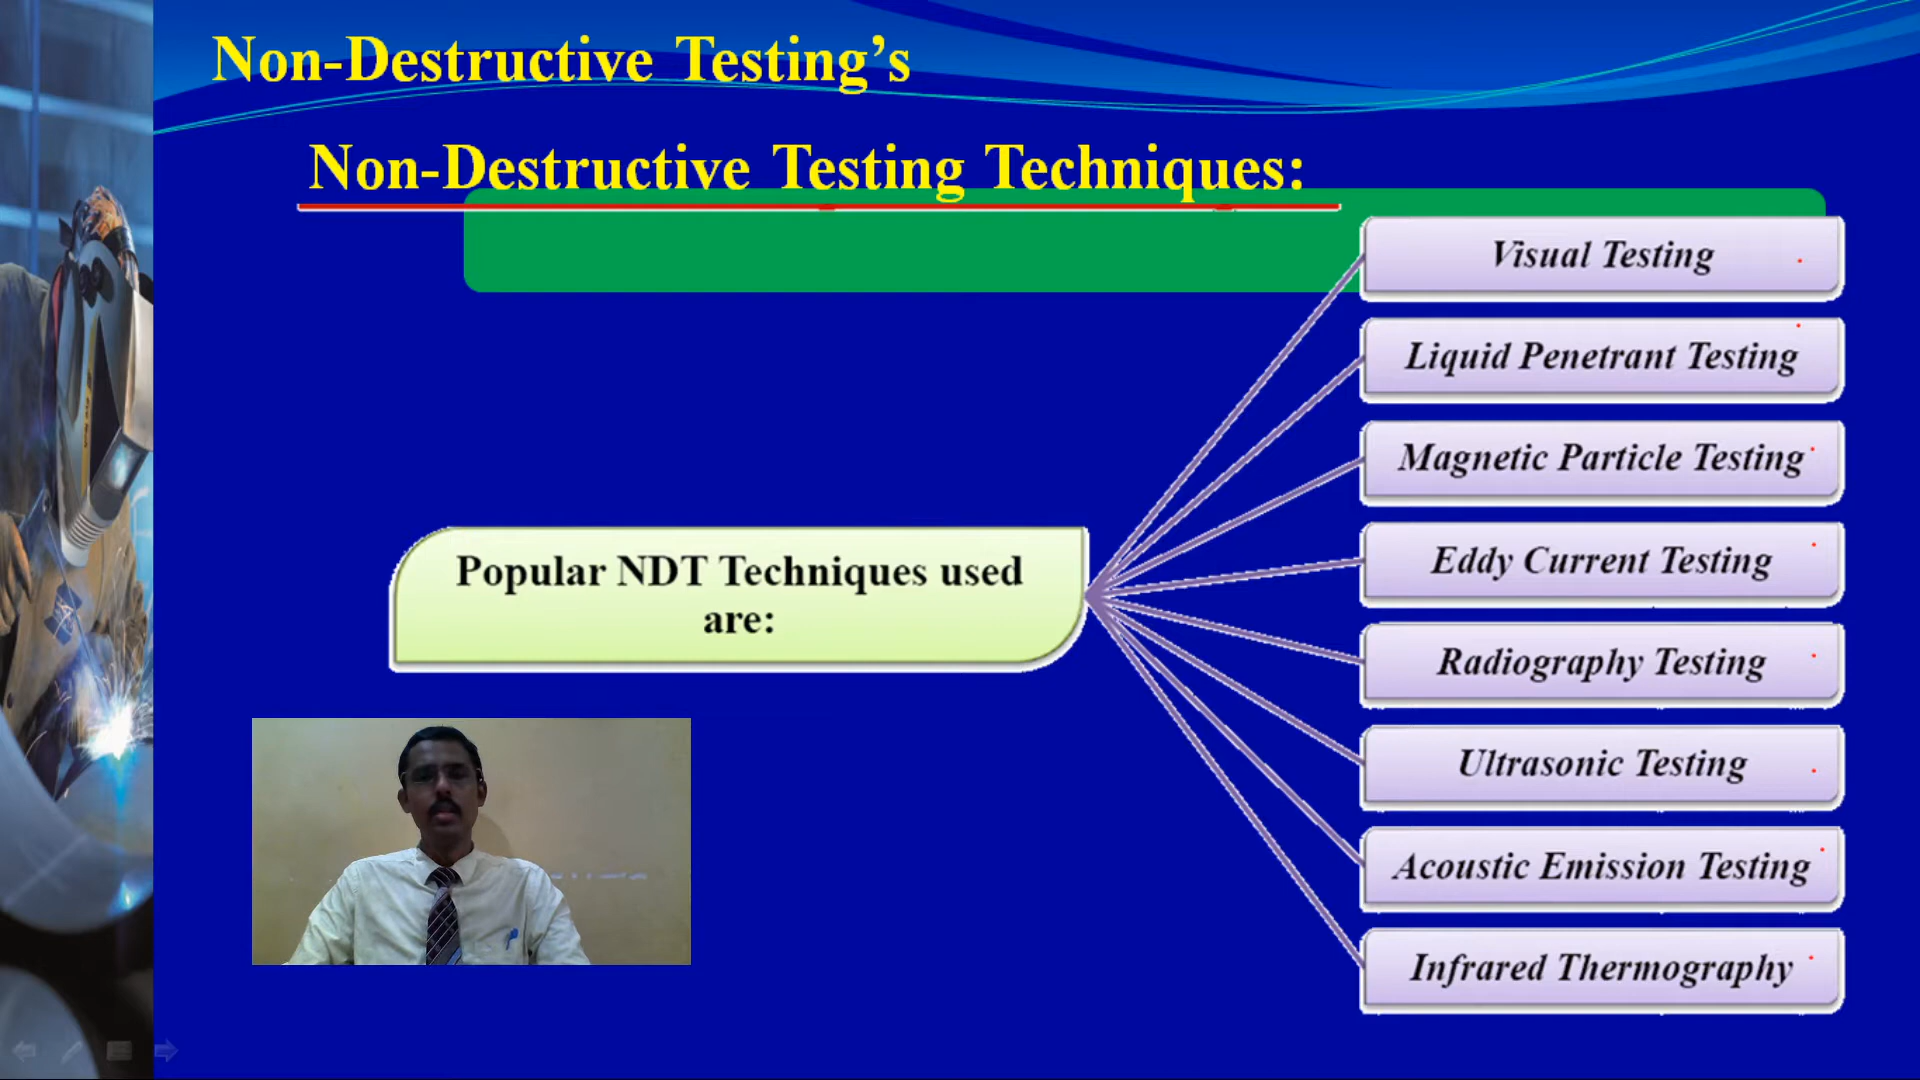 Non-Destructive Testing’s
Non-Destructive Testing Techniques:
Popular NDT Techniques used
are:
Visual Testing
Liquid Penetrant Testing
Magnetic Particle Testing
Eddy Current Testing
Radiography Testing
Ultrasonic Testing
Acoustic Emission Testing
Infrared Thermography